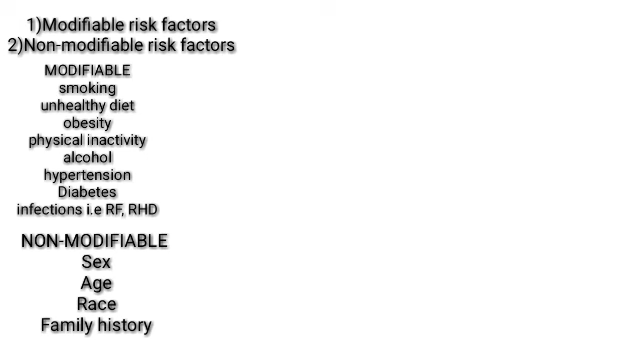 1)Modifiable risk factors
2)Non-modifiable risk factors
MODIFIABLE
smoking
unhealthy diet
obesity
physical inactivity
alcohol
hypertension
Diabetes
infections i.e RF, RHD
NON-MODIFIABLE
Sex
Age
Race
Family history